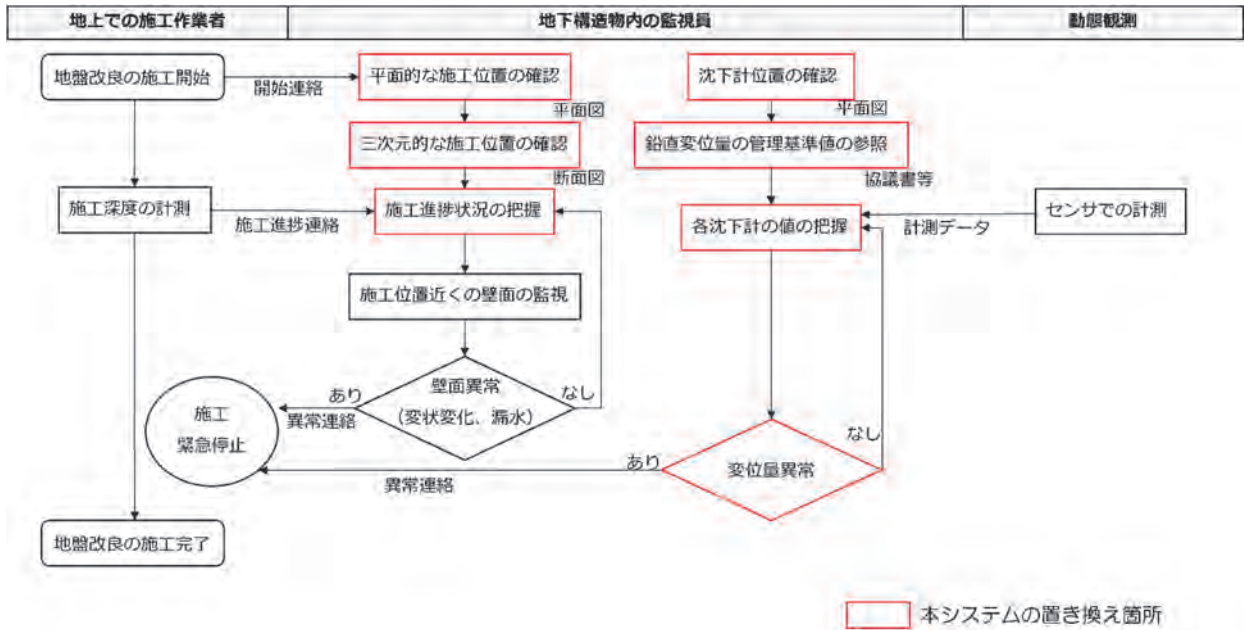 地上での施工作業者
地下構造物内の監視員
動態観測
地盤改良の施工開始
開始連絡
平面的な施工位置の確認
沈下計位置の確認
平面図
平面図
三次元的な施工位置の確認
鉛直変位量の管理基準値の参照
断面図
協議書等
施工深度の計測
施工進捗連絡
施工進捗状況の把握
各沈下計の値の把握
計測データ
センサでの計測
施工位置近くの壁面の監視
壁面異常
（変状変化、漏水）
あり
なし
異常連絡
施工
緊急停止
変位量異常
あり
なし
異常連絡
地盤改良の施工完了
本システムの置き換え箇所